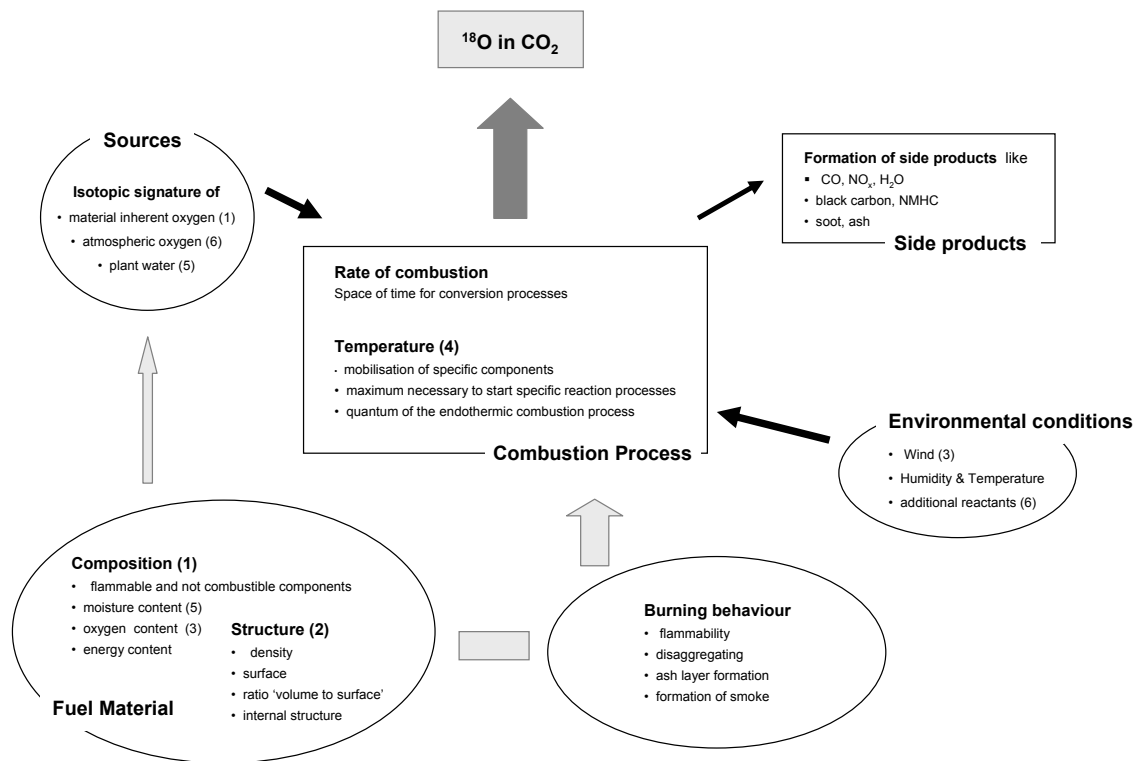 ¹⁸O in CO₂
Sources
Isotopic signature of
• material inherent oxygen (1)
• atmospheric oxygen (6)
• plant water (5)
Formation of side products like
▪ CO, NOₓ, H₂O
• black carbon, NMHC
• soot, ash
Side products
Rate of combustion
Space of time for conversion processes
Temperature (4)
· mobilisation of specific components
• maximum necessary to start specific reaction processes
• quantum of the endothermic combustion process
Combustion Process
Environmental conditions
• Wind (3)
• Humidity & Temperature
• additional reactants (6)
Composition (1)
• flammable and not combustible components
• moisture content (5)
• oxygen content (3)
• energy content
Structure (2)
• density
• surface
• ratio ‘volume to surface’
• internal structure
Fuel Material
Burning behaviour
• flammability
• disaggregating
• ash layer formation
• formation of smoke